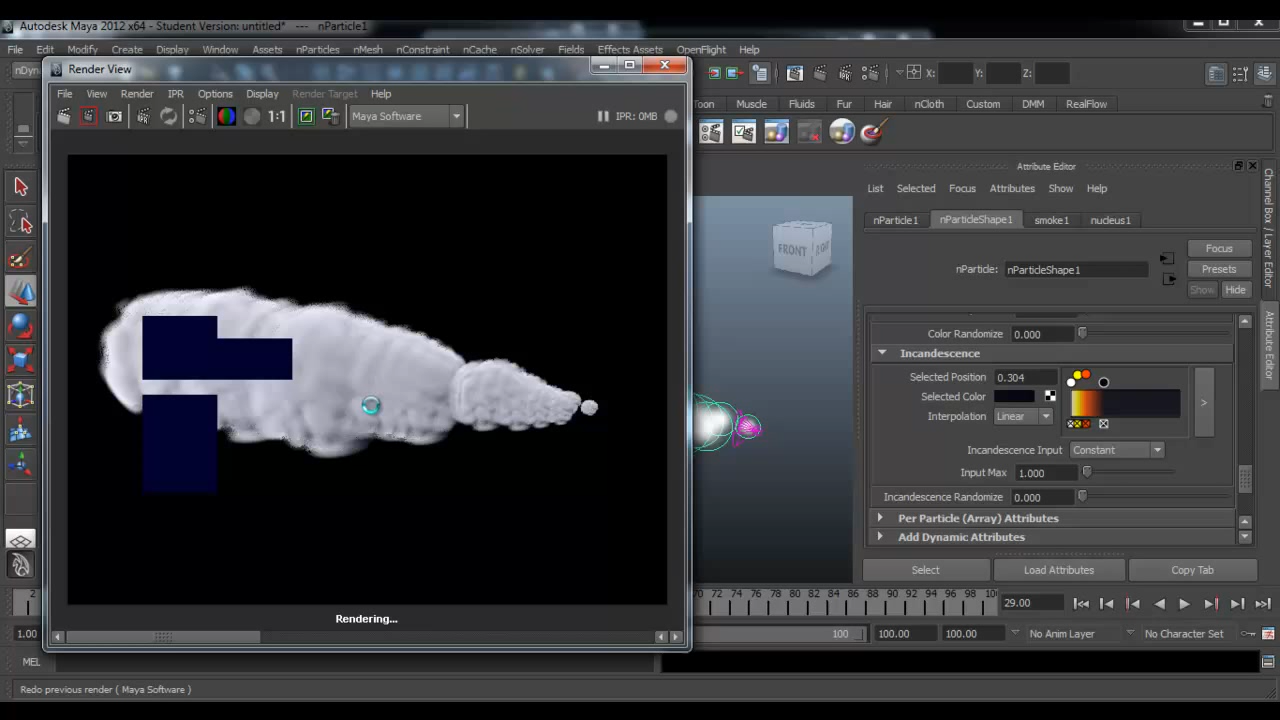 Autodesk Maya 2012 x64 - Student Version: untitled* --- nParticle1
File Edit Modify Create Display Window Assets nParticles nMesh nConstraint nCache nSolver Fields Effects Assets OpenFlight Help
nDyn
Render View
X: Y: Z:
File View Render IPR Options Display Render Target Help
Toon Muscle Fluids Fur Hair nCloth Custom DMM RealFlow
1:1 Maya Software IPR: 0MB
Attribute Editor
List Selected Focus Attributes Show Help
nParticle1 nParticleShape1 smoke1 nucleus1
FRONT
Focus
nParticle: nParticleShape1 Presets
Show Hide
Color Randomize 0.000
Incandescence
Selected Position 0.304
Selected Color
Interpolation Linear >
Incandescence Input Constant
Input Max 1.000
Incandescence Randomize 0.000
Per Particle (Array) Attributes
Add Dynamic Attributes
Select Load Attributes Copy Tab
Channel Box / Layer Editor
Attribute Editor
Rendering...
2 70 72 74 76 78 80 82 84 86 88 90 92 94 96 98 10 29.00
1.00 100 100.00 100.00 No Anim Layer No Character Set
MEL
Redo previous render ( Maya Software )